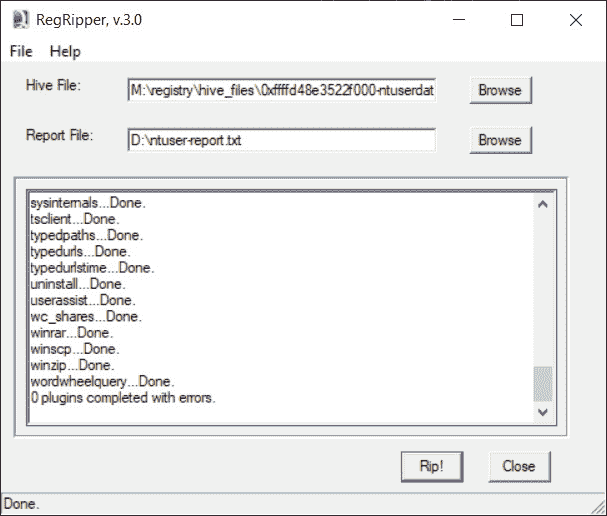 RegRipper, v.3.0
File Help
Hive File: M:\registry\hive_files\0xffffd48e3522f000-ntuserdat Browse
Report File: D:\ntuser-report.txt Browse
sysinternals...Done.
tsclient...Done.
typedpaths...Done.
typedurls...Done.
typedurlstime...Done.
uninstall...Done.
userassist...Done.
wc_shares...Done.
winrar...Done.
winscp...Done.
winzip...Done.
wordwheelquery...Done.
0 plugins completed with errors.
Rip! Close
Done.